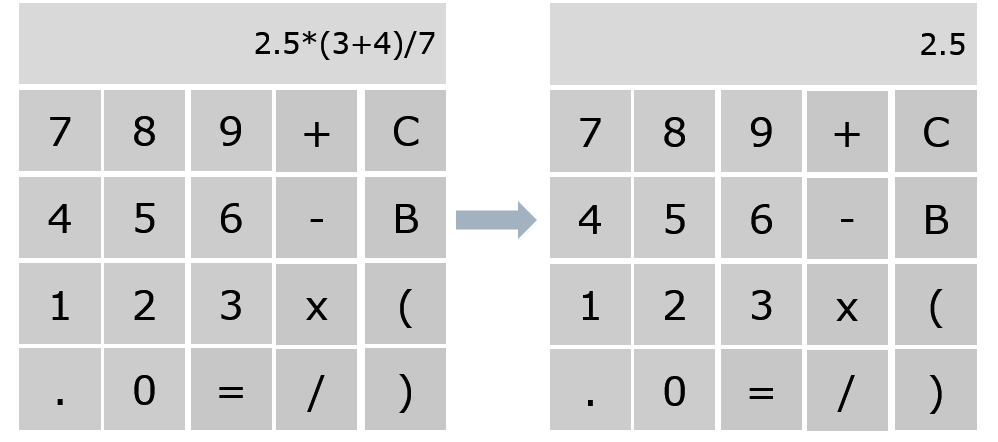 2.5*(3+4)/7
7 8 9 + C
4 5 6 - B
1 2 3 x (
. 0 = / )
2.5
7 8 9 + C
4 5 6 - B
1 2 3 x (
. 0 = / )